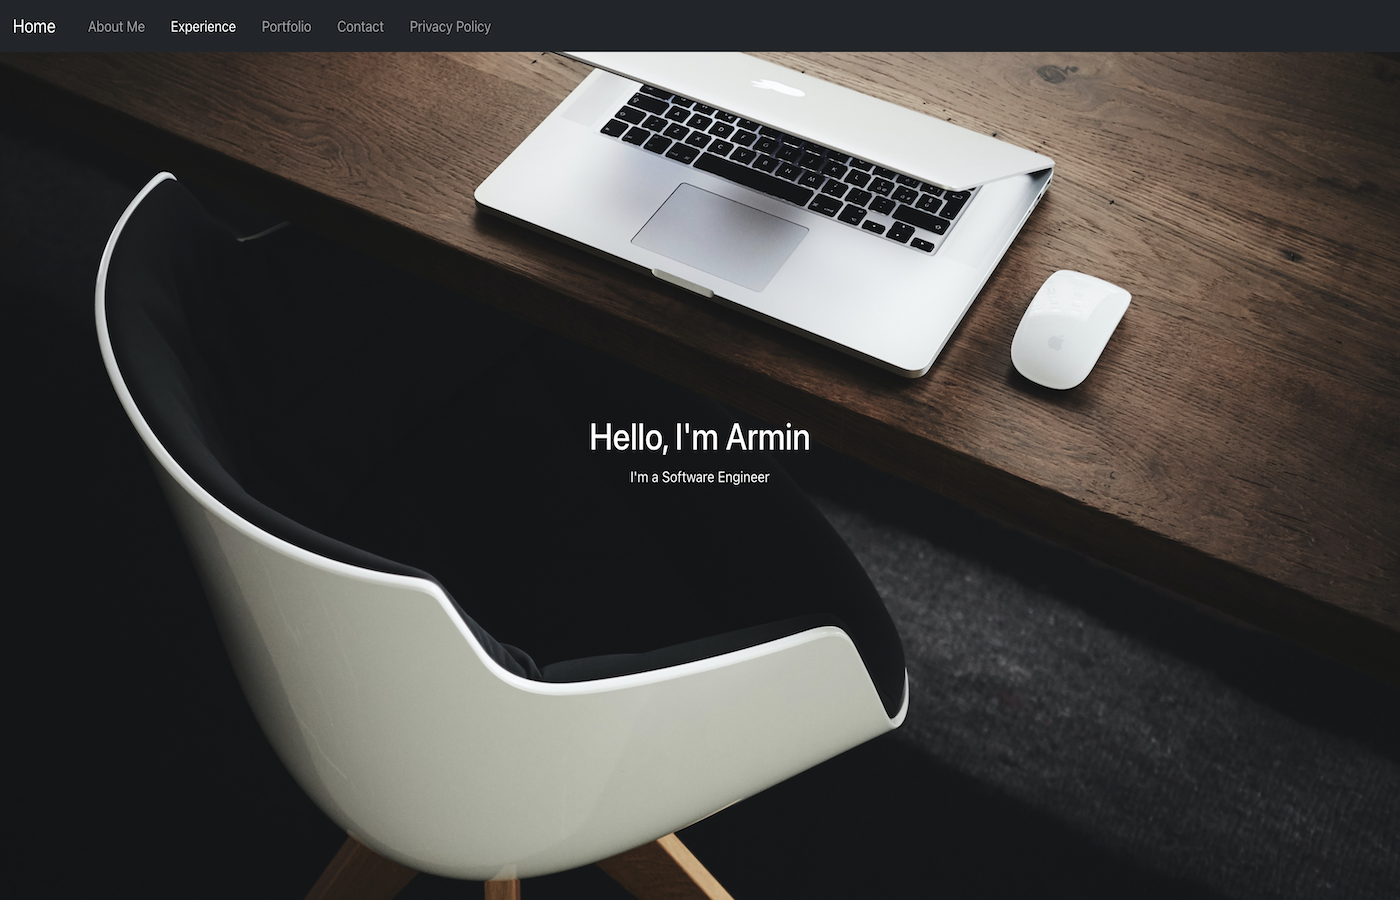 Home About Me Experience Portfolio Contact Privacy Policy
Hello, I'm Armin
I'm a Software Engineer